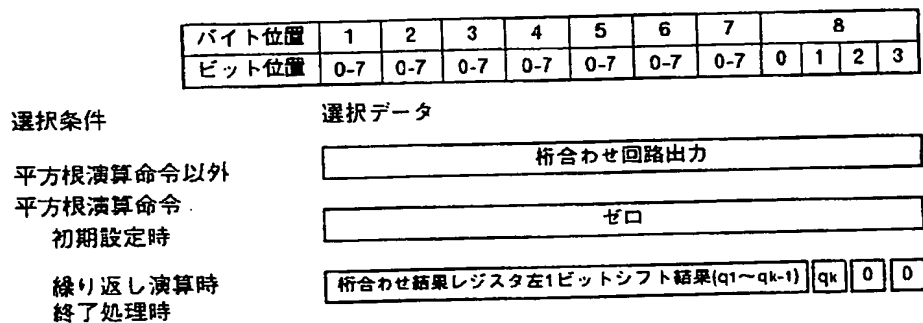 バイト位置 1 2 3 4 5 6 7 8
ビット位置 0-7 0-7 0-7 0-7 0-7 0-7 0-7 0 1 2 3
選択条件 選択データ
平方根演算命令以外 桁合わせ回路出力
平方根演算命令
初期設定時 ゼロ
繰り返し演算時 桁合わせ結果レジスタ左1ビットシフト結果(q1～qk-1) qk 0 0
終了処理時